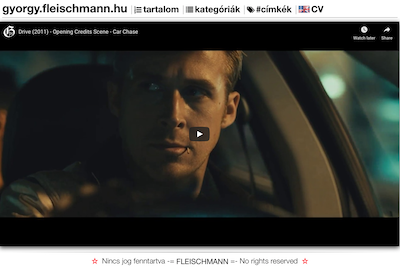 gyorgy.fleischmann.hu tartalom kategóriák #címkék CV
Drive (2011) - Opening Credits Scene - Car Chase
Watch later
Share
Nincs jog fenntartva -= FLEISCHMANN =- No rights reserved